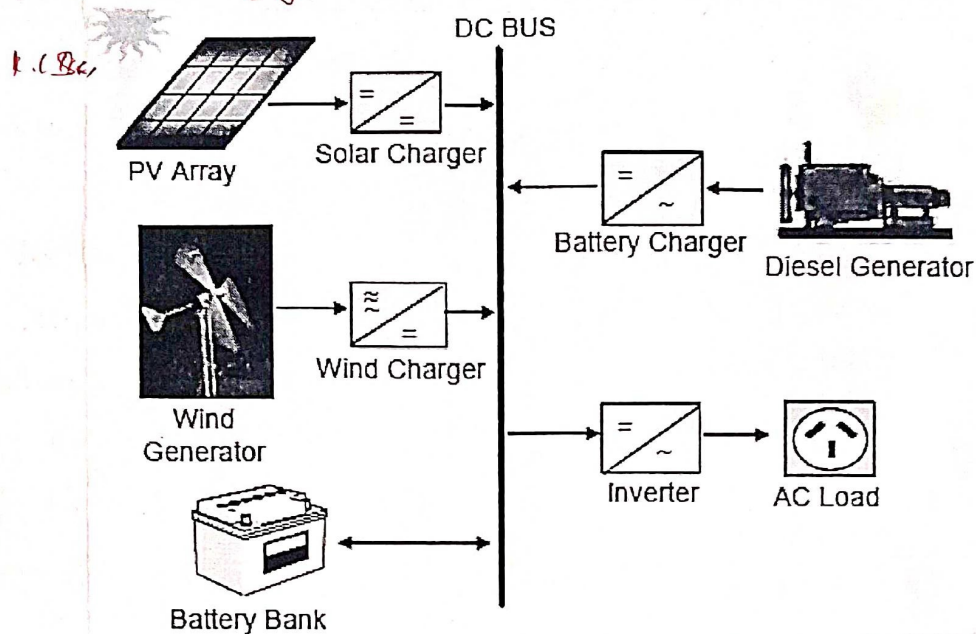 DC BUS
=
=
Solar Charger
PV Array
=
~
Battery Charger
Diesel Generator
≈
~
=
Wind Charger
Wind
Generator
=
~
Inverter
AC Load
Battery Bank